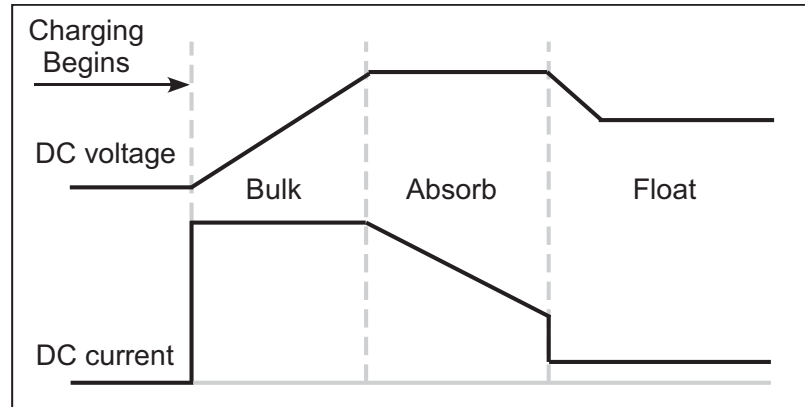 Charging
Begins
DC voltage
Bulk
Absorb
Float
DC current